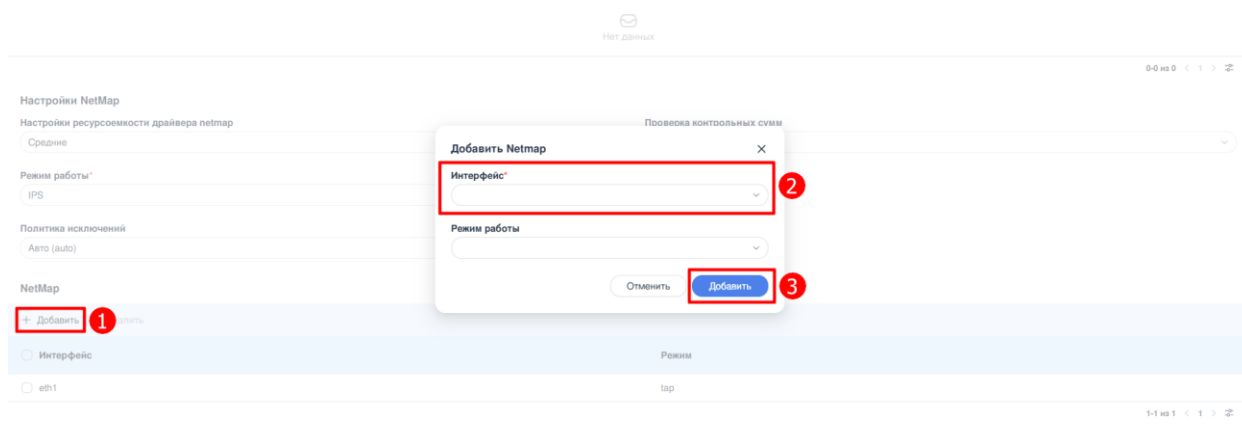 Нет данных
0-0 из 0 < 1 >
Настройки NetMap
Настройки ресурсоемкости драйвера netmap
Проверка контрольных сумм
Средние
Добавить Netmap
Режим работы*
Интерфейс*
2
IPS
Политика исключений
Режим работы
Авто (auto)
NetMap
Отменить
Добавить
3
+ Добавить
1
Интерфейс
Режим
eth1
tap
1-1 из 1 < 1 >